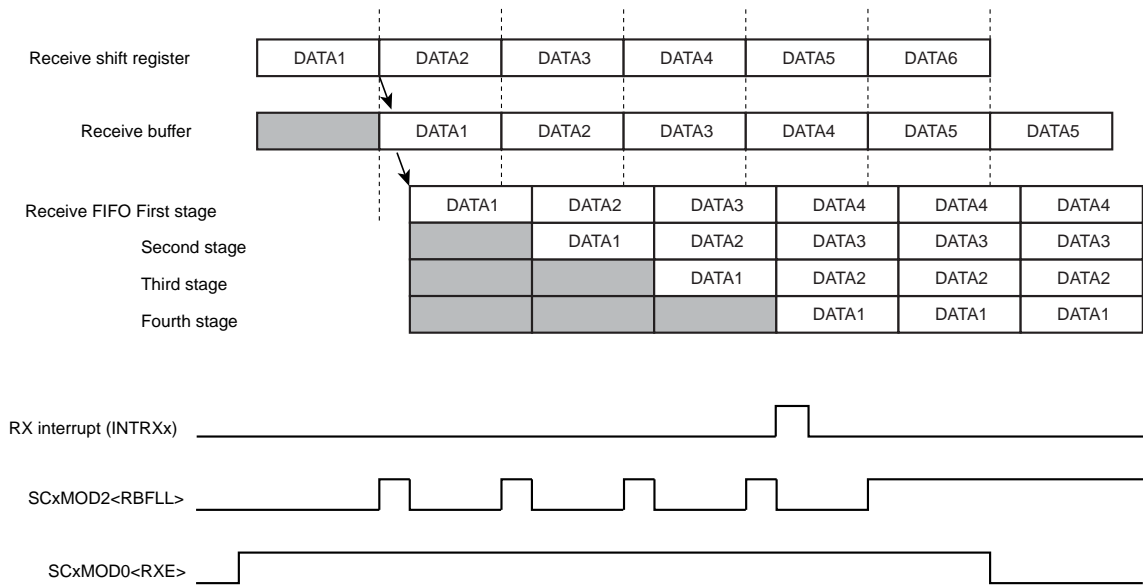 Receive shift register DATA1 DATA2 DATA3 DATA4 DATA5 DATA6
Receive buffer DATA1 DATA2 DATA3 DATA4 DATA5 DATA5
Receive FIFO First stage DATA1 DATA2 DATA3 DATA4 DATA4 DATA4
Second stage DATA1 DATA2 DATA3 DATA3 DATA3
Third stage DATA1 DATA2 DATA2 DATA2
Fourth stage DATA1 DATA1 DATA1
RX interrupt (INTRXx)
SCxMOD2<RBFLL>
SCxMOD0<RXE>